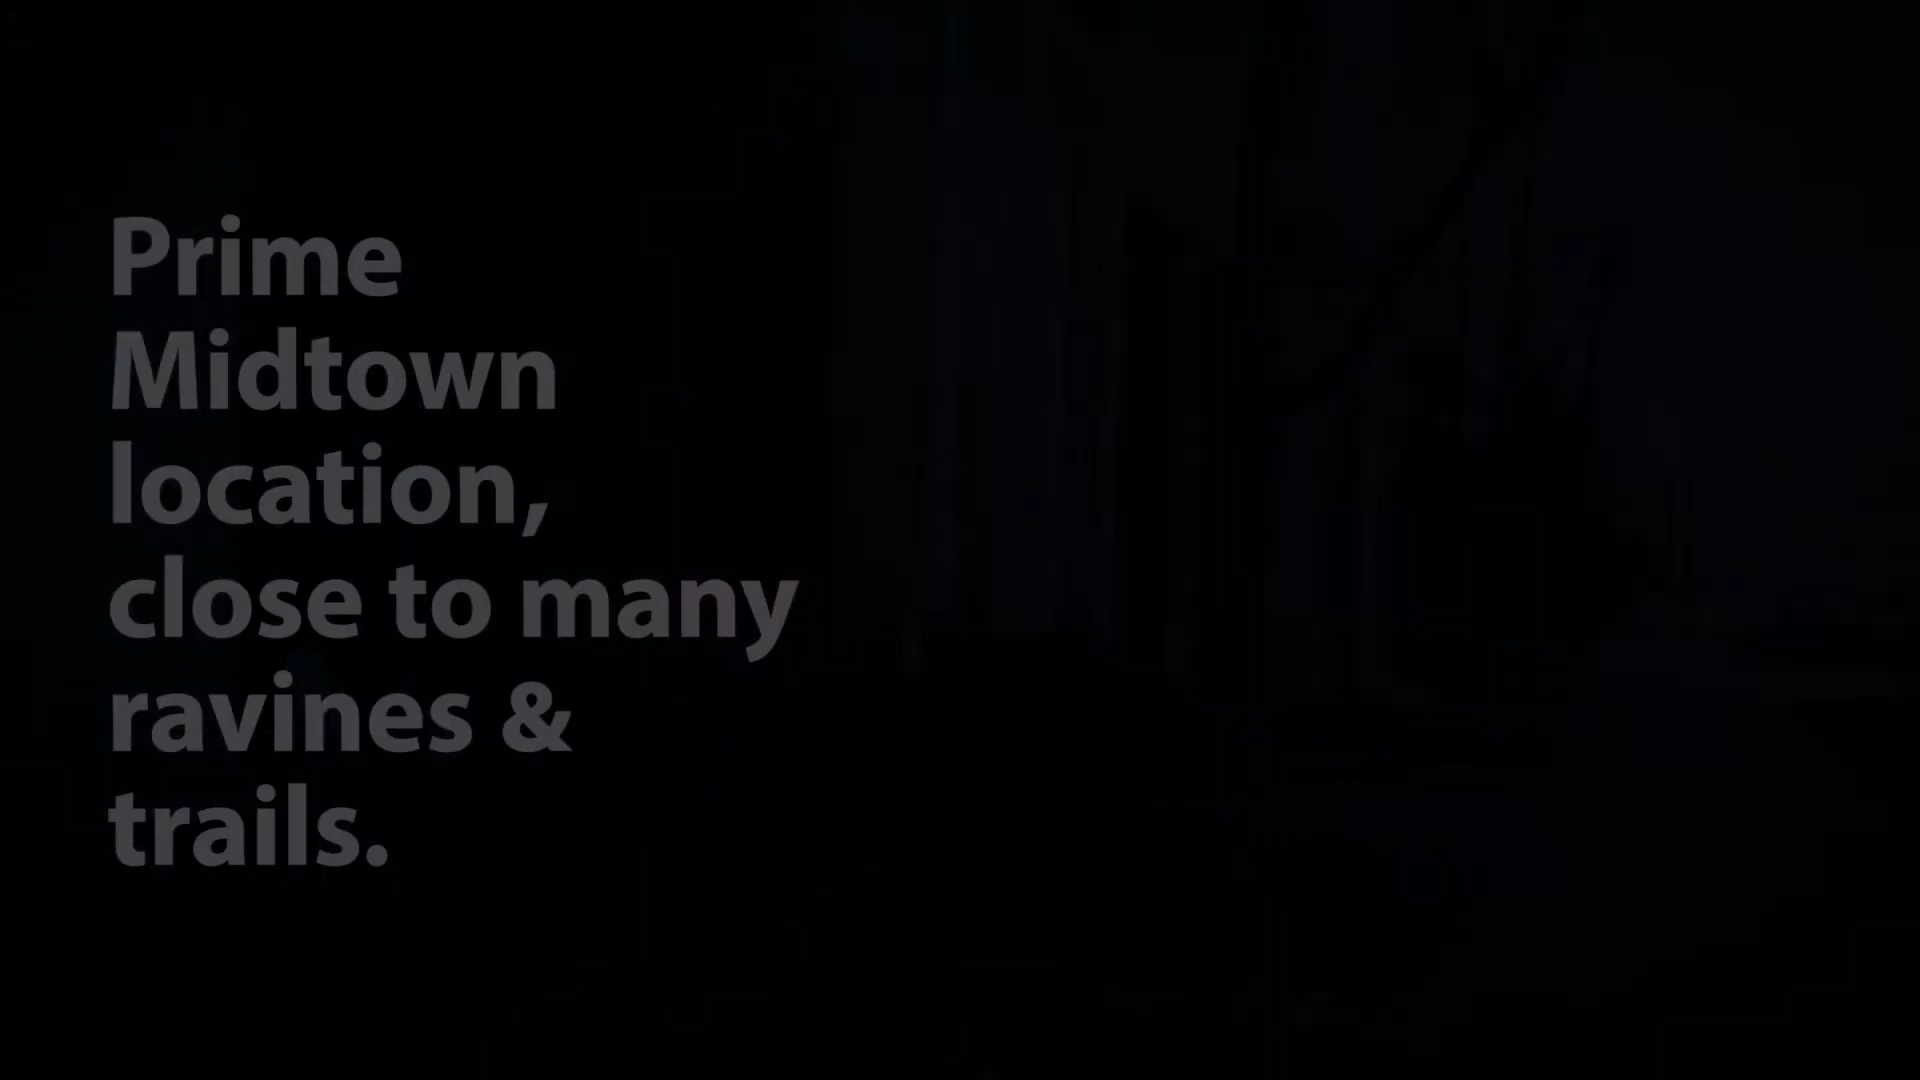 Prime
Midtown
location,
close to many
ravines &
trails.